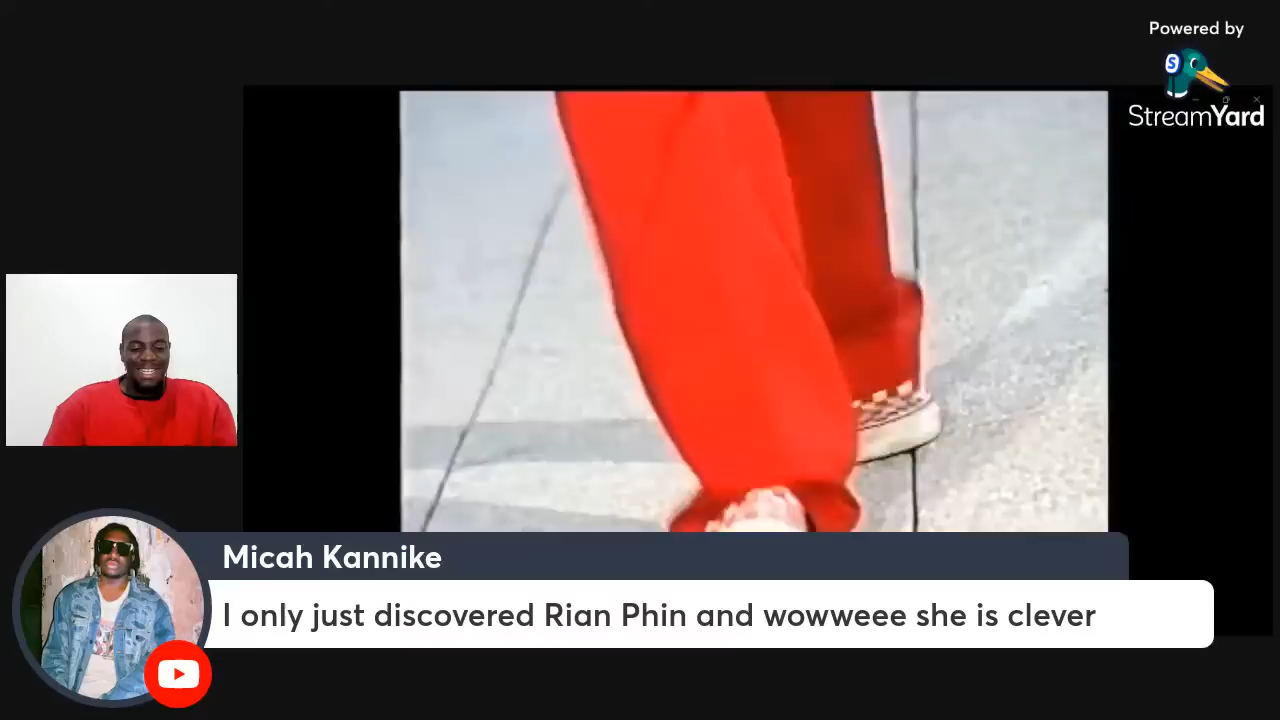 Powered by
S
StreamYard
Micah Kannike
I only just discovered Rian Phin and wowweee she is clever